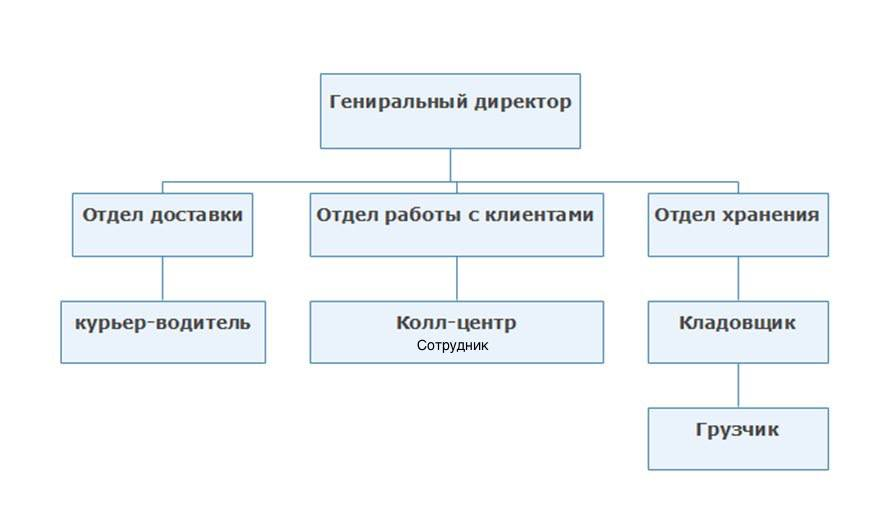 Гениральный директор
Отдел доставки
Отдел работы с клиентами
Отдел хранения
курьер-водитель
Колл-центр
Сотрудник
Кладовщик
Грузчик